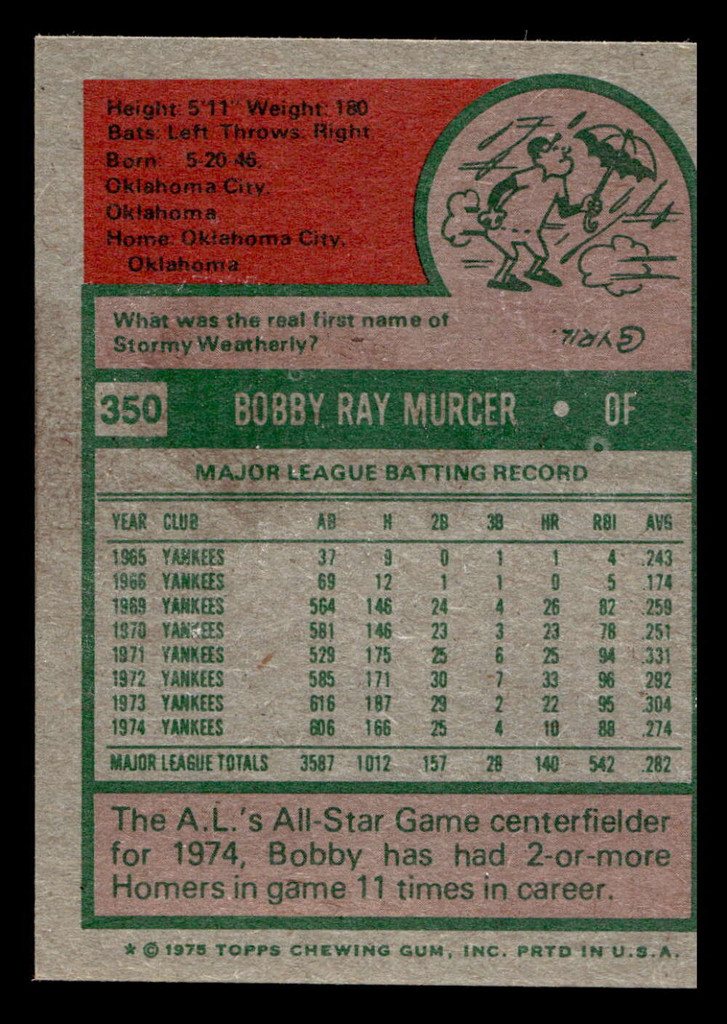 Height: 5'11" Weight: 180
Bats: Left Throws: Right
Born: 5-20-46,
Oklahoma City,
Oklahoma
Home: Oklahoma City,
Oklahoma
What was the real first name of
Stormy Weatherly?
CYRIL.
350 BOBBY RAY MURCER • OF
MAJOR LEAGUE BATTING RECORD
YEAR CLUB AB H 2B 3B HR RBI AVG
1965 YANKEES 37 9 0 1 1 4 .243
1966 YANKEES 69 12 1 1 0 5 .174
1969 YANKEES 564 146 24 4 26 82 .259
1970 YANKEES 581 146 23 3 23 78 .251
1971 YANKEES 529 175 25 6 25 94 .331
1972 YANKEES 585 171 30 7 33 96 .292
1973 YANKEES 616 187 29 2 22 95 .304
1974 YANKEES 606 166 25 4 10 88 .274
MAJOR LEAGUE TOTALS 3587 1012 157 28 140 542 .282
The A.L.'s All-Star Game centerfielder
for 1974, Bobby has had 2-or-more
Homers in game 11 times in career.
* © 1975 TOPPS CHEWING GUM, INC. PRTD IN U.S.A.